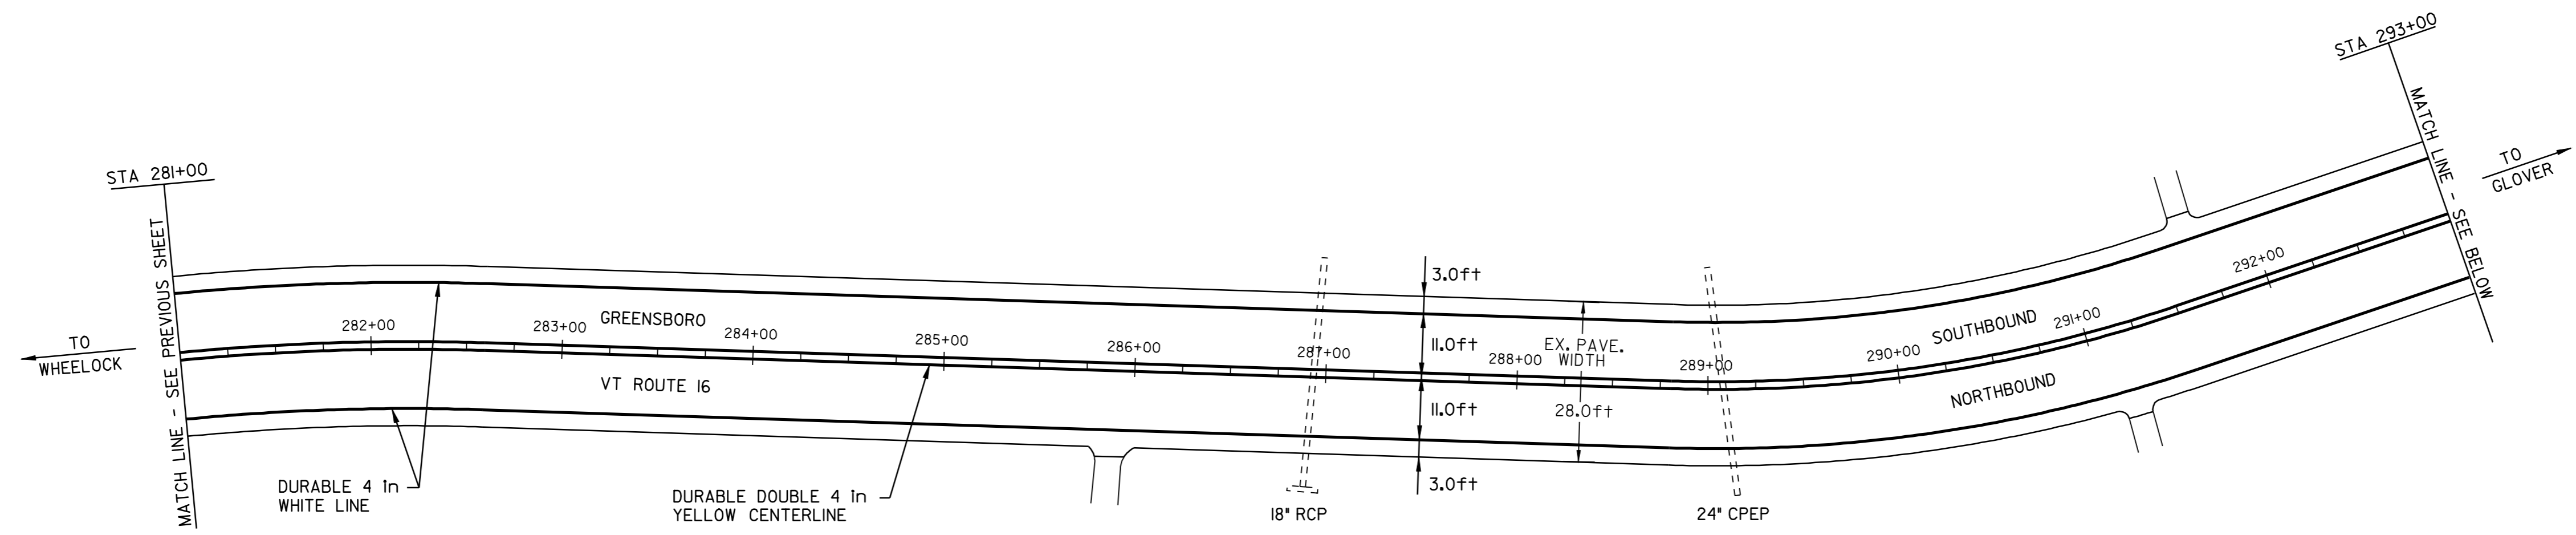 STA 281+00
MATCH LINE - SEE PREVIOUS SHEET
TO
WHEELOCK
282+00
283+00
284+00
285+00
286+00
287+00
288+00
289+00
290+00
291+00
292+00
GREENSBORO
VT ROUTE 16
DURABLE 4 in
WHITE LINE
DURABLE DOUBLE 4 in
YELLOW CENTERLINE
18" RCP
3.0ft
11.0ft
11.0ft
3.0ft
EX. PAVE.
WIDTH
28.0ft
24" CPEP
SOUTHBOUND
NORTHBOUND
STA 293+00
MATCH LINE - SEE BELOW
TO
GLOVER